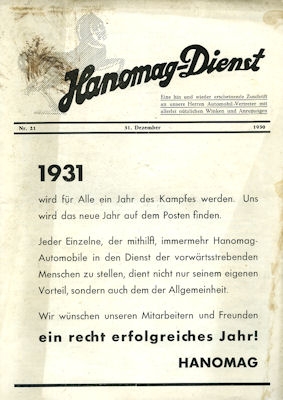 Hanomag-Dienst
Eine hin und wieder erscheinende Zuschrift
an unsere Herren Automobil-Vertreter mit
allerlei nützlichen Winken und Anregungen
Nr. 21 31. Dezember 1930
1931
wird für Alle ein Jahr des Kampfes werden. Uns
wird das neue Jahr auf dem Posten finden.
Jeder Einzelne, der mithilft, immermehr Hanomag-
Automobile in den Dienst der vorwärtsstrebenden
Menschen zu stellen, dient nicht nur seinem eigenen
Vorteil, sondern auch dem der Allgemeinheit.
Wir wünschen unseren Mitarbeitern und Freunden
ein recht erfolgreiches Jahr!
HANOMAG